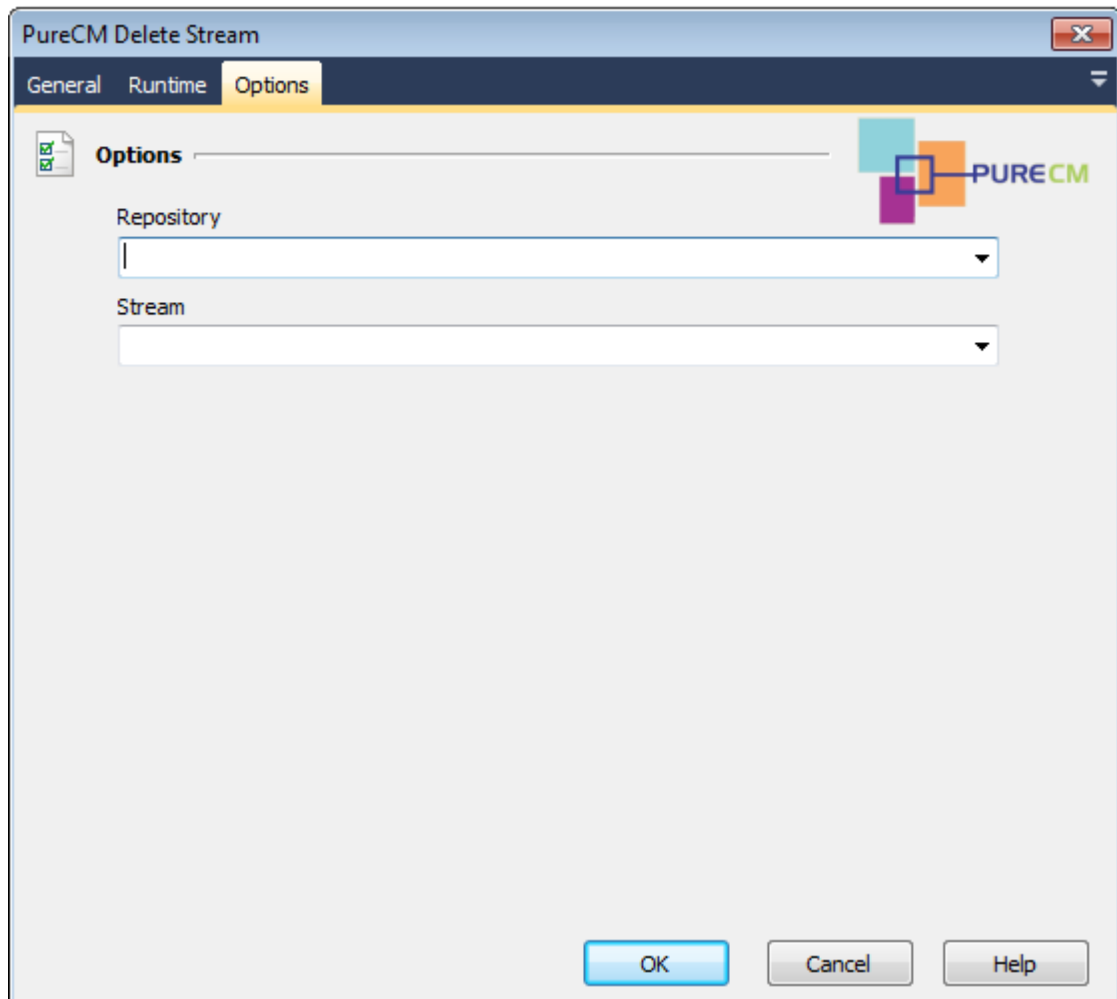 PureCM Delete Stream
General Runtime Options
Options
PURECM
Repository
Stream
OK Cancel Help